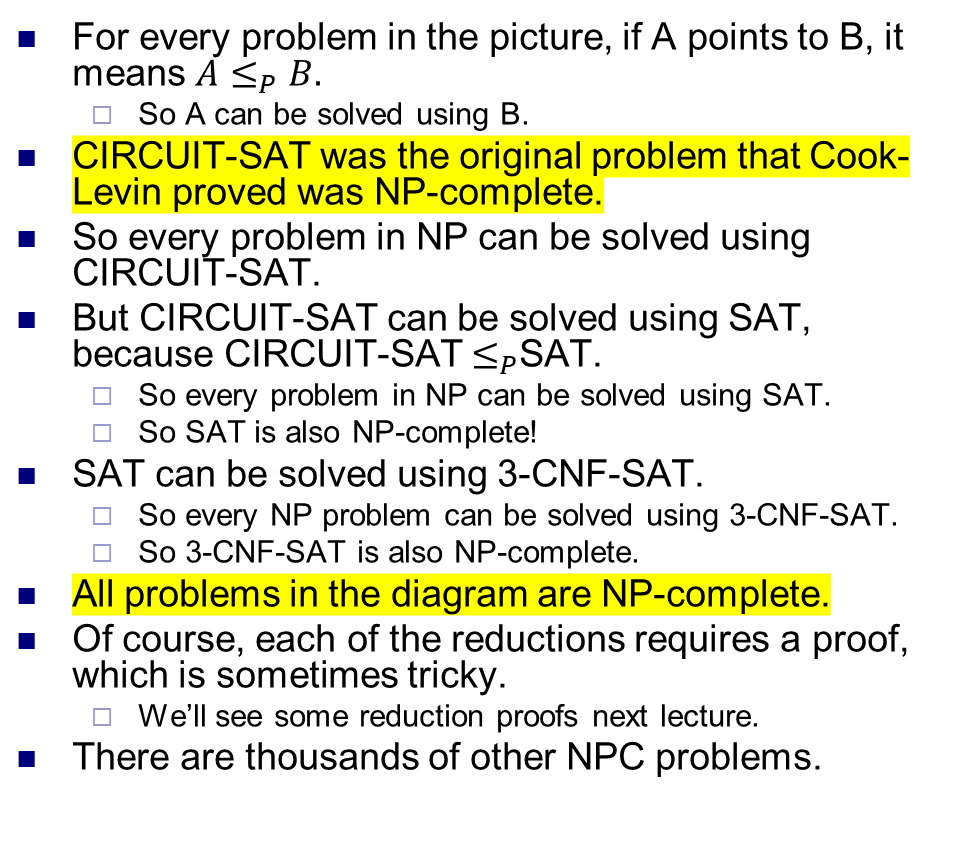 ■ For every problem in the picture, if A points to B, it
means A ≤P B.
□ So A can be solved using B.
■ CIRCUIT-SAT was the original problem that Cook-
Levin proved was NP-complete.
■ So every problem in NP can be solved using
CIRCUIT-SAT.
■ But CIRCUIT-SAT can be solved using SAT,
because CIRCUIT-SAT ≤P SAT.
□ So every problem in NP can be solved using SAT.
□ So SAT is also NP-complete!
■ SAT can be solved using 3-CNF-SAT.
□ So every NP problem can be solved using 3-CNF-SAT.
□ So 3-CNF-SAT is also NP-complete.
■ All problems in the diagram are NP-complete.
■ Of course, each of the reductions requires a proof,
which is sometimes tricky.
□ We’ll see some reduction proofs next lecture.
■ There are thousands of other NPC problems.